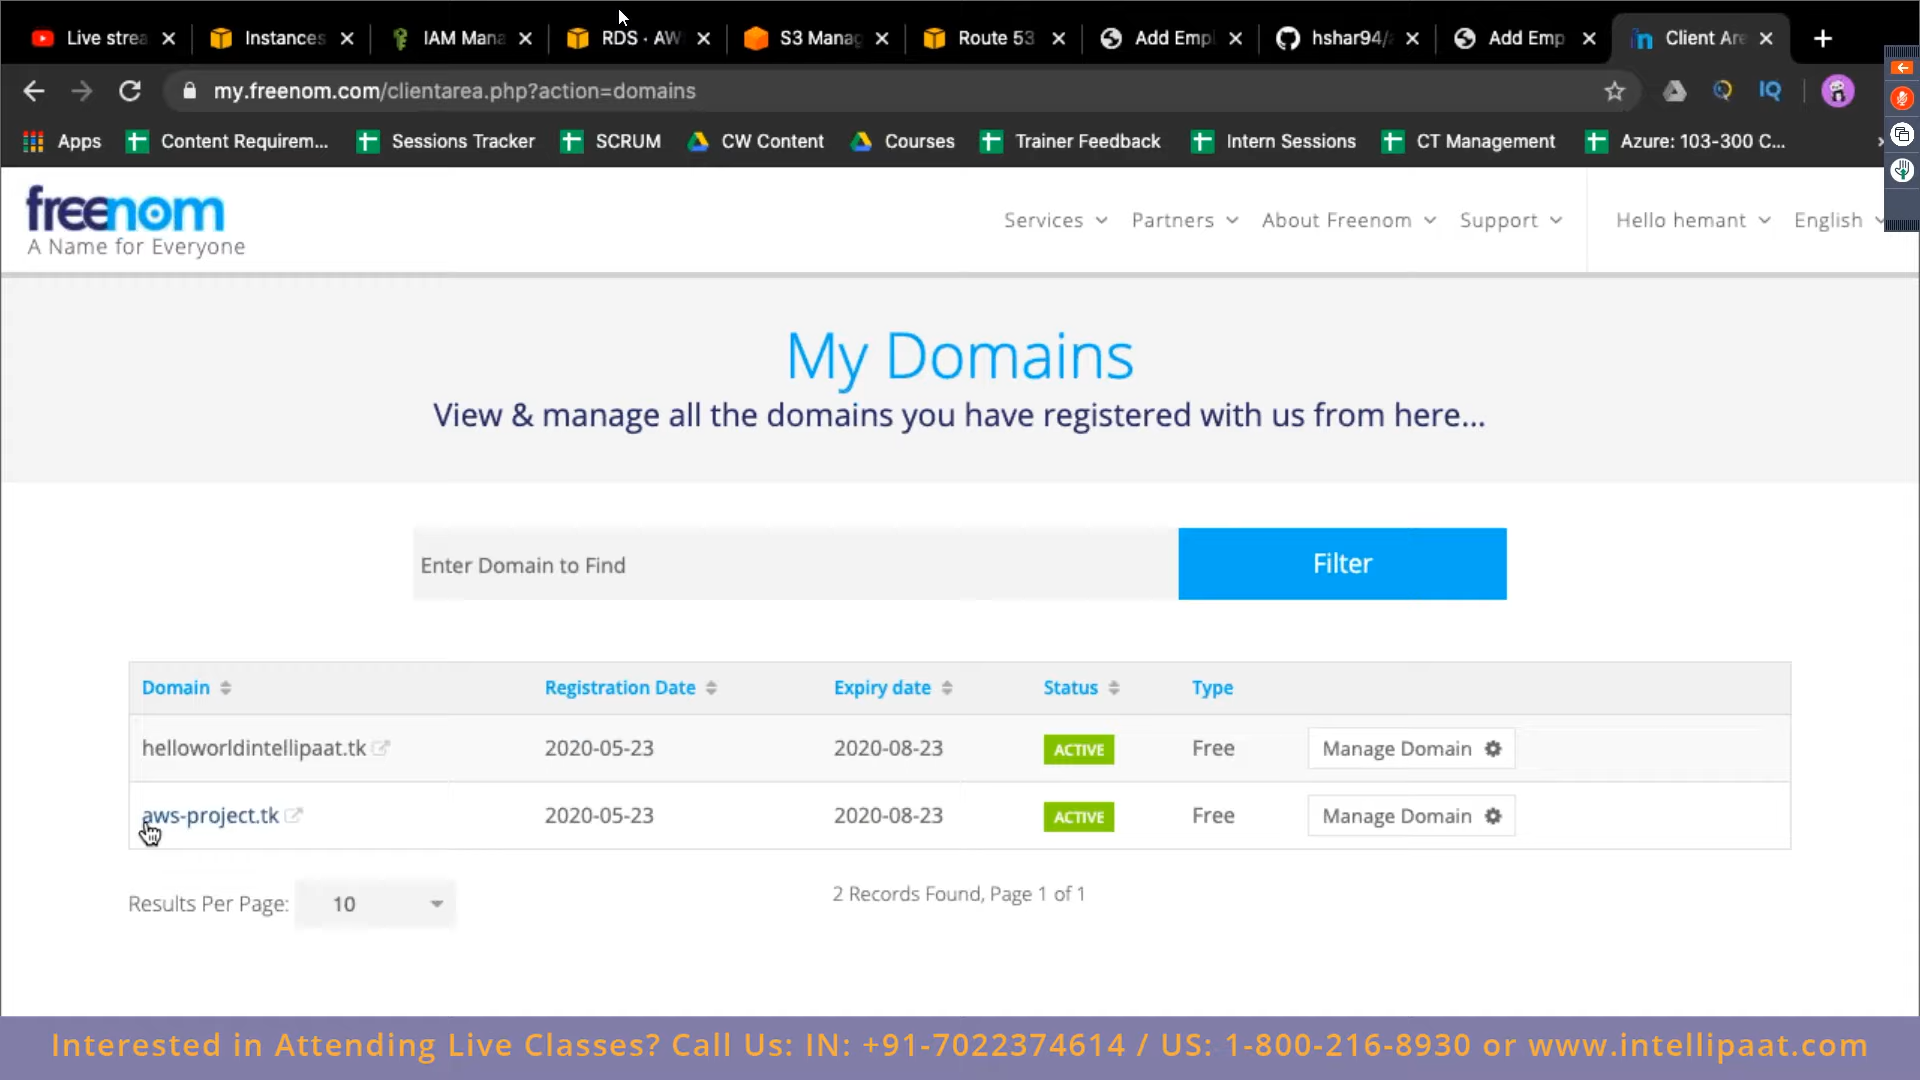 Live strea
Instances
IAM Mana
RDS · AW
S3 Manag
Route 53
Add Empl
hshar94/a
Add Emp
Client Are
my.freenom.com/clientarea.php?action=domains
IQ
Apps
Content Requirem...
Sessions Tracker
SCRUM
CW Content
Courses
Trainer Feedback
Intern Sessions
CT Management
Azure: 103-300 C...
freenom
A Name for Everyone
Services
Partners
About Freenom
Support
Hello hemant
English
My Domains
View & manage all the domains you have registered with us from here...
Enter Domain to Find
Filter
Domain Registration Date Expiry date Status Type
helloworldintellipaat.tk 2020-05-23 2020-08-23 ACTIVE Free Manage Domain
aws-project.tk 2020-05-23 2020-08-23 ACTIVE Free Manage Domain
Results Per Page: 10
2 Records Found, Page 1 of 1
Interested in Attending Live Classes? Call Us: IN: +91-7022374614 / US: 1-800-216-8930 or www.intellipaat.com